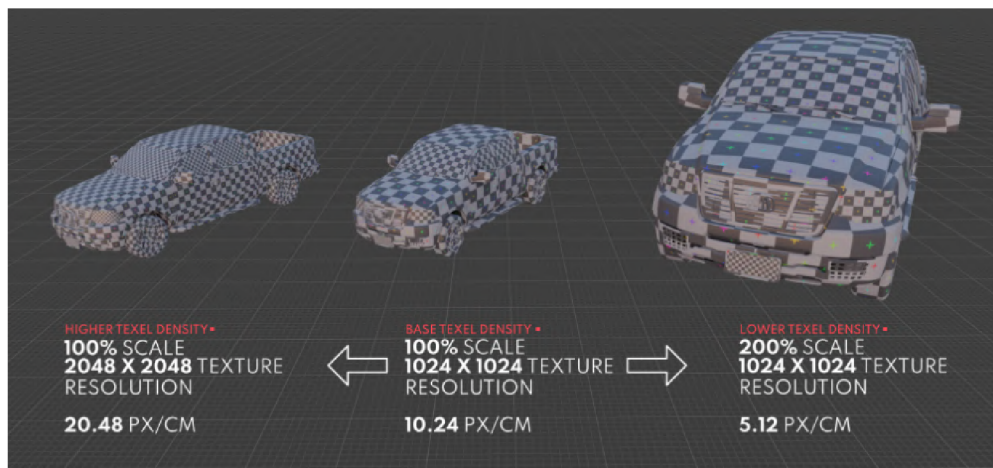 HIGHER TEXEL DENSITY
100% SCALE
2048 X 2048 TEXTURE
RESOLUTION
20.48 PX/CM
BASE TEXEL DENSITY
100% SCALE
1024 X 1024 TEXTURE
RESOLUTION
10.24 PX/CM
LOWER TEXEL DENSITY
200% SCALE
1024 X 1024 TEXTURE
RESOLUTION
5.12 PX/CM